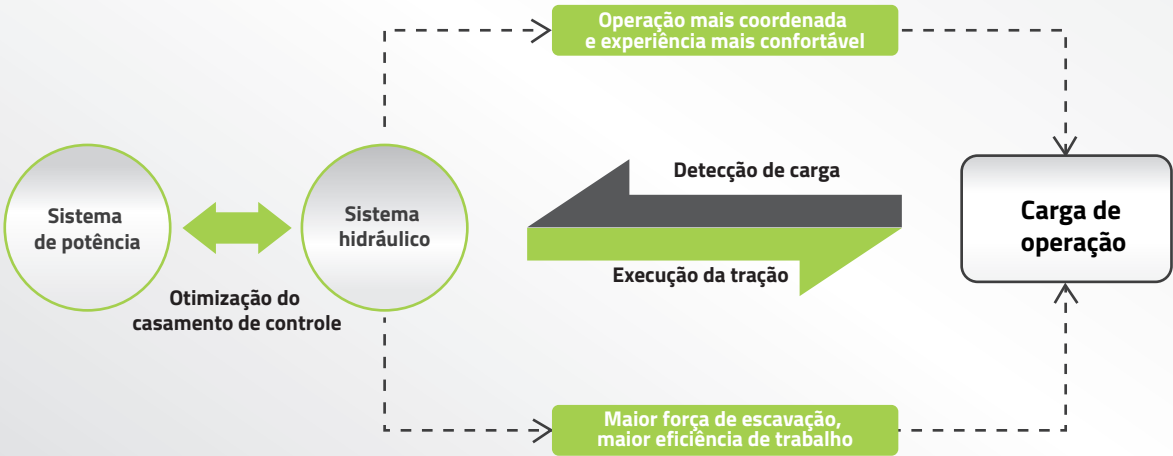 Operação mais coordenada
e experiência mais confortável
Detecção de carga
Sistema
de potência
Sistema
hidráulico
Carga de
operação
Execução da tração
Otimização do
casamento de controle
Maior força de escavação,
maior eficiência de trabalho